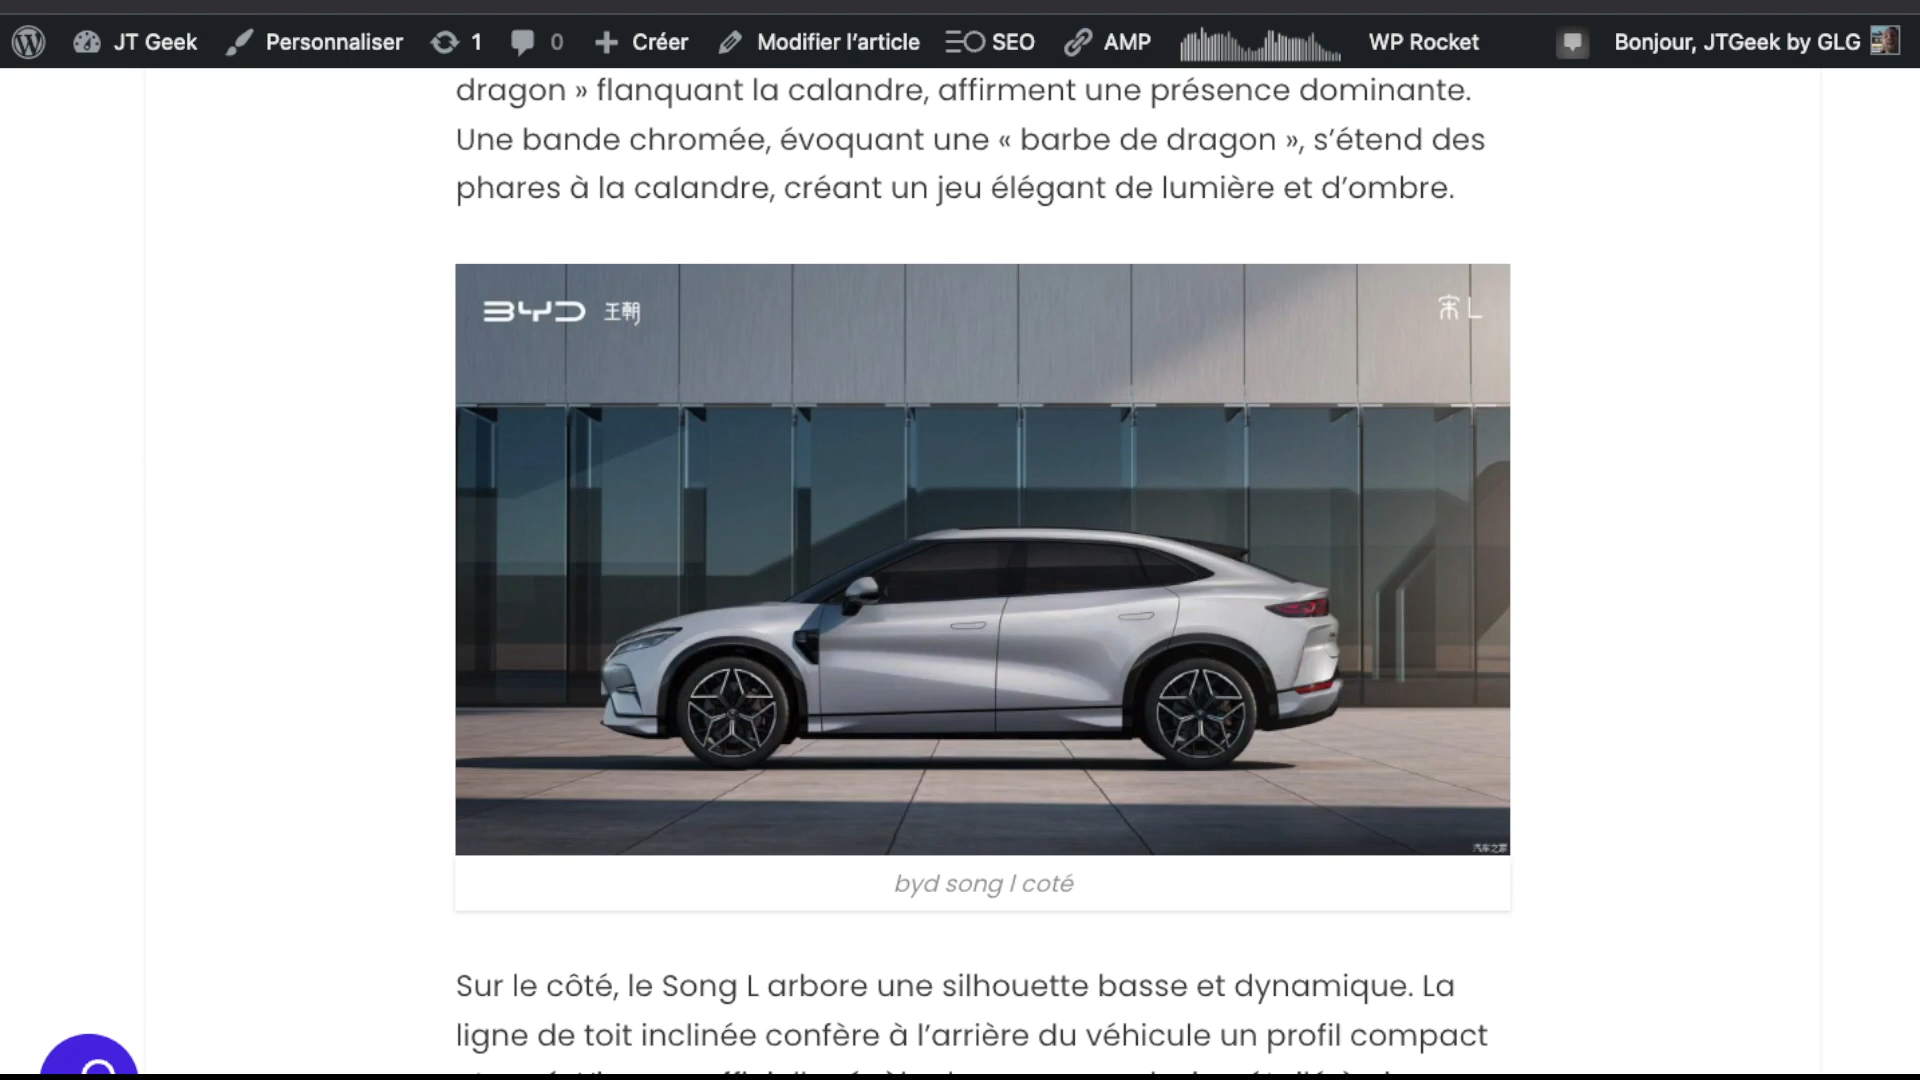 JT Geek Personnaliser 1 0 Créer Modifier l’article SEO AMP WP Rocket Bonjour, JTGeek by GLG
dragon » flanquant la calandre, affirment une présence dominante.
Une bande chromée, évoquant une « barbe de dragon », s’étend des
phares à la calandre, créant un jeu élégant de lumière et d’ombre.
BYD 王朝
宋L
汽车之家
byd song l coté
Sur le côté, le Song L arbore une silhouette basse et dynamique. La
ligne de toit inclinée confère à l’arrière du véhicule un profil compact